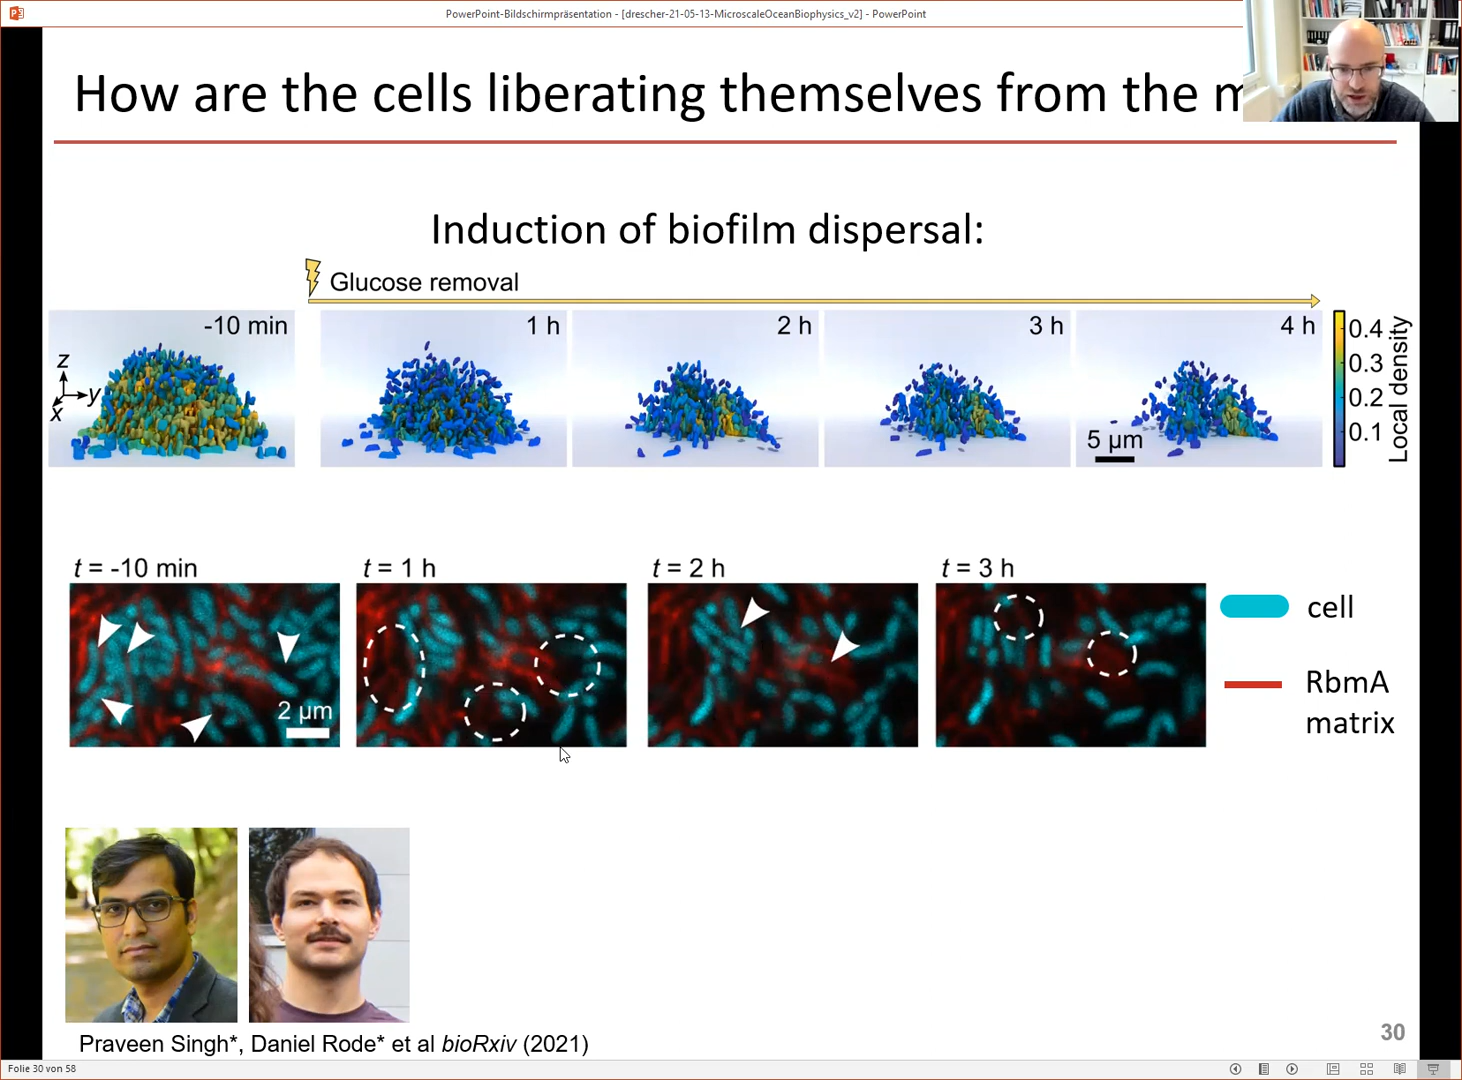 PowerPoint-Bildschirmpräsentation - [drescher-21-05-13-MicroscaleOceanBiophysics_v2] - PowerPoint
How are the cells liberating themselves from the m
Induction of biofilm dispersal:
Glucose removal
-10 min
1 h
2 h
3 h
4 h
z
y
x
5 µm
0.4
0.3
0.2
0.1
Local density
t = -10 min
t = 1 h
t = 2 h
t = 3 h
2 µm
cell
RbmA
matrix
Praveen Singh*, Daniel Rode* et al bioRxiv (2021)
30
Folie 30 von 58